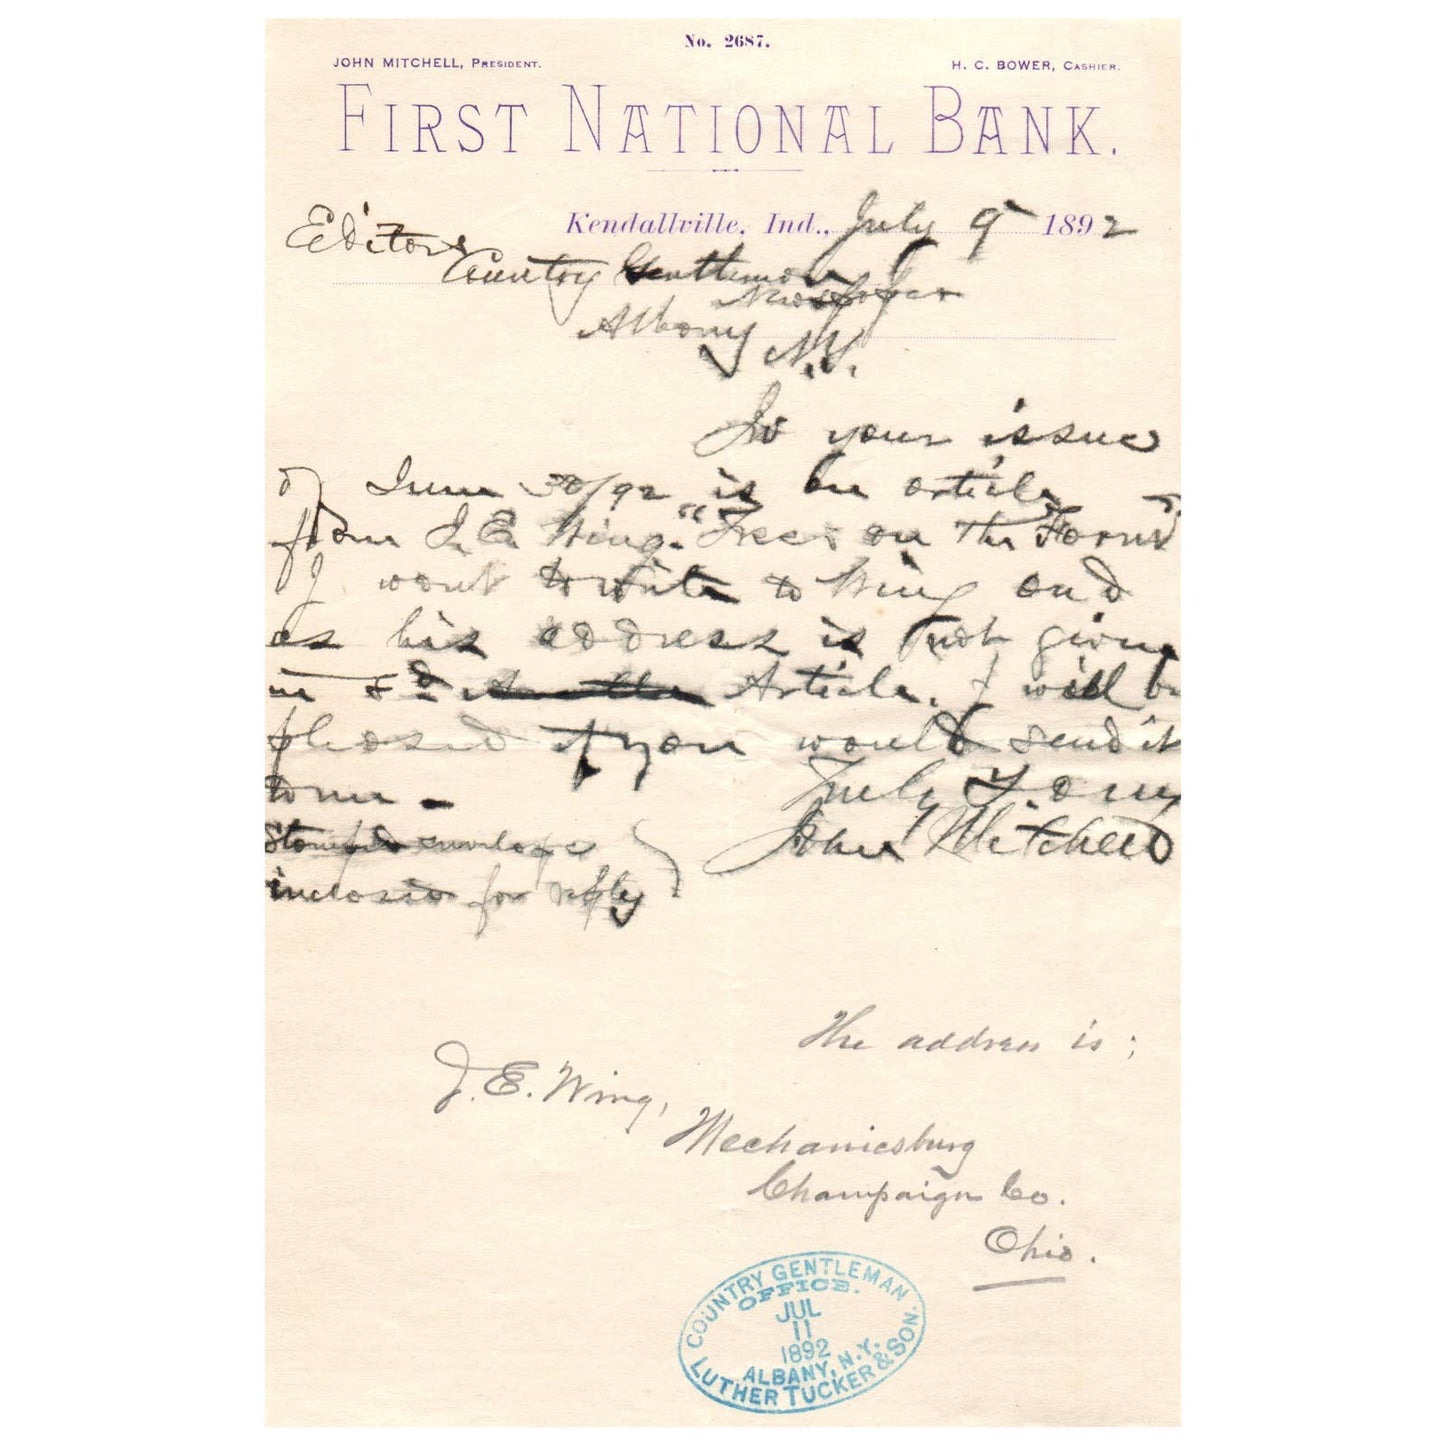 No. 2687.
JOHN MITCHELL, PRESIDENT.
H. C. BOWER, CASHIER.
FIRST NATIONAL BANK.
Kendallville, Ind., July 9 1892
Editors
Country Gentleman
Newspaper
Albany
N.Y.
In your issue
of June 30/92 is an article
from J. E. Wing. "Trees on the Farm"
I want to write to Wing and
as his address is not given
in sd Article. I will be
pleased if you would send it
to me -
Truly Yours
John Mitchell
Stamped envelope
inclosed for reply
The address is;
J. E. Wing,
Mechanicsburg
Champaign Co.
Ohio.
COUNTRY GENTLEMAN
OFFICE.
JUL
11
1892
ALBANY, N.Y.
LUTHER TUCKER & SON.